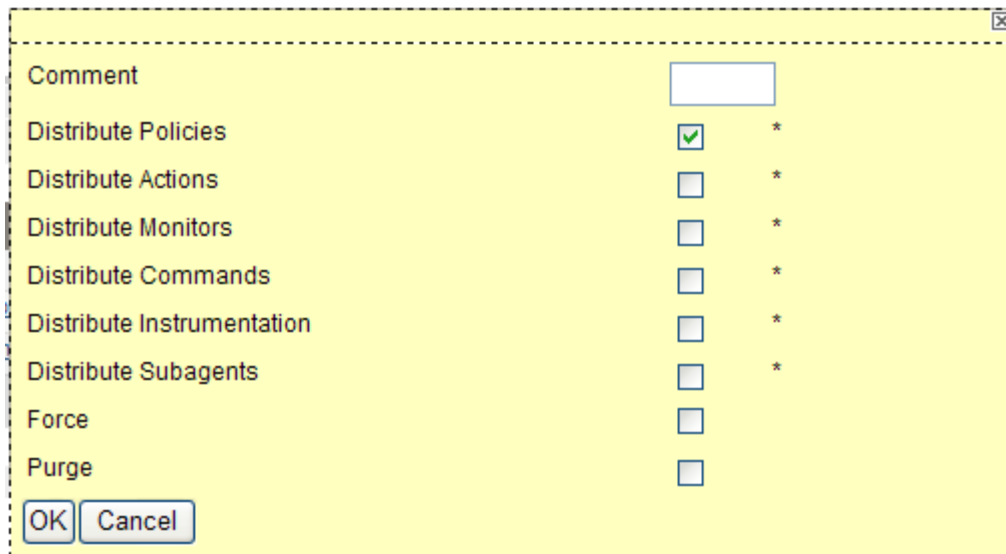 Comment
Distribute Policies *
Distribute Actions *
Distribute Monitors *
Distribute Commands *
Distribute Instrumentation *
Distribute Subagents *
Force
Purge
OK Cancel